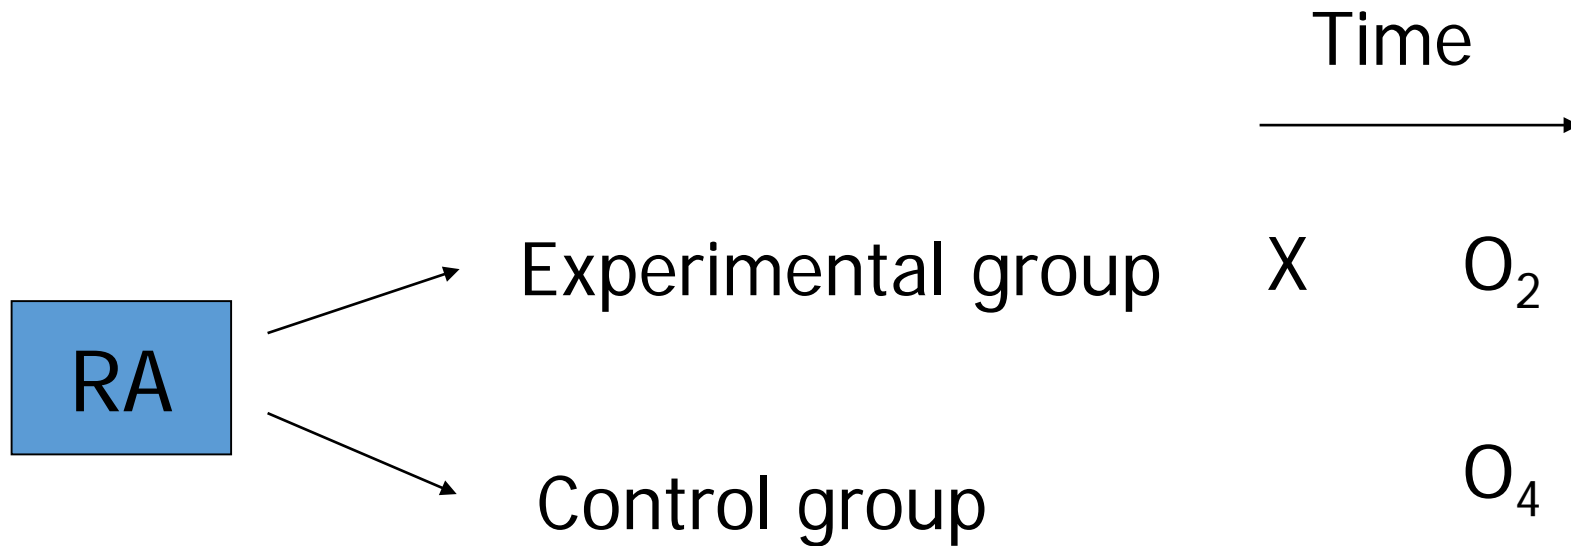 Time
Experimental group X O₂
RA
Control group O₄